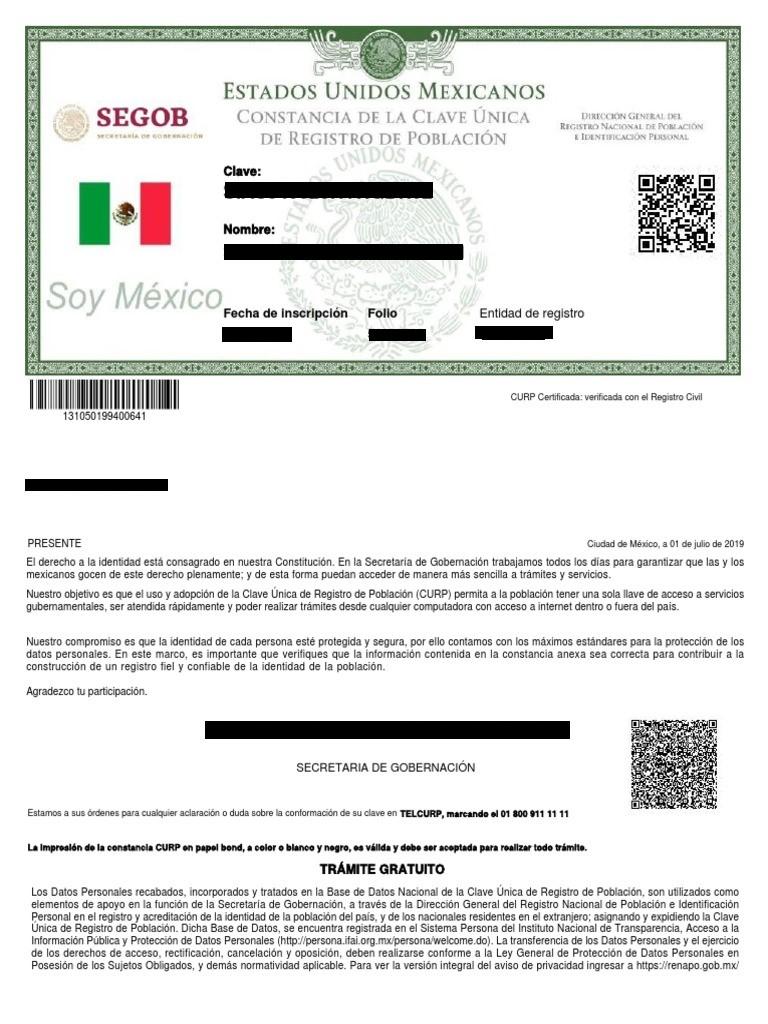 ESTADOS UNIDOS MEXICANOS
SEGOB
SECRETARÍA DE GOBERNACIÓN
CONSTANCIA DE LA CLAVE ÚNICA
DE REGISTRO DE POBLACIÓN
DIRECCIÓN GENERAL DEL
REGISTRO NACIONAL DE POBLACIÓN
E IDENTIFICACIÓN PERSONAL
ESTADOS UNIDOS MEXICANOS
Clave:
Nombre:
Soy México
Fecha de inscripción Folio Entidad de registro
131050199400641
CURP Certificada: verificada con el Registro Civil
PRESENTE
Ciudad de México, a 01 de julio de 2019
El derecho a la identidad está consagrado en nuestra Constitución. En la Secretaría de Gobernación trabajamos todos los días para garantizar que las y los
mexicanos gocen de este derecho plenamente; y de esta forma puedan acceder de manera más sencilla a trámites y servicios.
Nuestro objetivo es que el uso y adopción de la Clave Única de Registro de Población (CURP) permita a la población tener una sola llave de acceso a servicios
gubernamentales, ser atendida rápidamente y poder realizar trámites desde cualquier computadora con acceso a internet dentro o fuera del país.
Nuestro compromiso es que la identidad de cada persona esté protegida y segura, por ello contamos con los máximos estándares para la protección de los
datos personales. En este marco, es importante que verifiques que la información contenida en la constancia anexa sea correcta para contribuir a la
construcción de un registro fiel y confiable de la identidad de la población.
Agradezco tu participación.
SECRETARIA DE GOBERNACIÓN
Estamos a sus órdenes para cualquier aclaración o duda sobre la conformación de su clave en TELCURP, marcando el 01 800 911 11 11
La impresión de la constancia CURP en papel bond, a color o blanco y negro, es válida y debe ser aceptada para realizar todo trámite.
TRÁMITE GRATUITO
Los Datos Personales recabados, incorporados y tratados en la Base de Datos Nacional de la Clave Única de Registro de Población, son utilizados como
elementos de apoyo en la función de la Secretaría de Gobernación, a través de la Dirección General del Registro Nacional de Población e Identificación
Personal en el registro y acreditación de la identidad de la población del país, y de los nacionales residentes en el extranjero; asignando y expidiendo la Clave
Única de Registro de Población. Dicha Base de Datos, se encuentra registrada en el Sistema Persona del Instituto Nacional de Transparencia, Acceso a la
Información Pública y Protección de Datos Personales (http://persona.ifai.org.mx/persona/welcome.do). La transferencia de los Datos Personales y el ejercicio
de los derechos de acceso, rectificación, cancelación y oposición, deben realizarse conforme a la Ley General de Protección de Datos Personales en
Posesión de los Sujetos Obligados, y demás normatividad aplicable. Para ver la versión integral del aviso de privacidad ingresar a https://renapo.gob.mx/